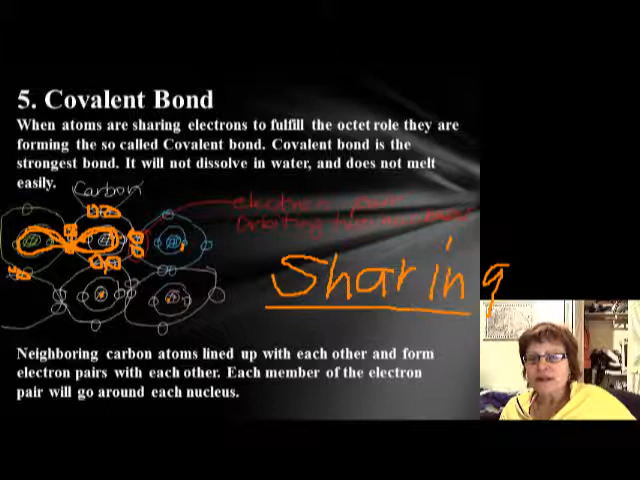 5. Covalent Bond
When atoms are sharing electrons to fulfill the octet role they are
forming the so called Covalent bond. Covalent bond is the
strongest bond. It will not dissolve in water, and does not melt
easily.
Carbon
electron pair
Orbiting two nucleus
Sharing
Neighboring carbon atoms lined up with each other and form
electron pairs with each other. Each member of the electron
pair will go around each nucleus.